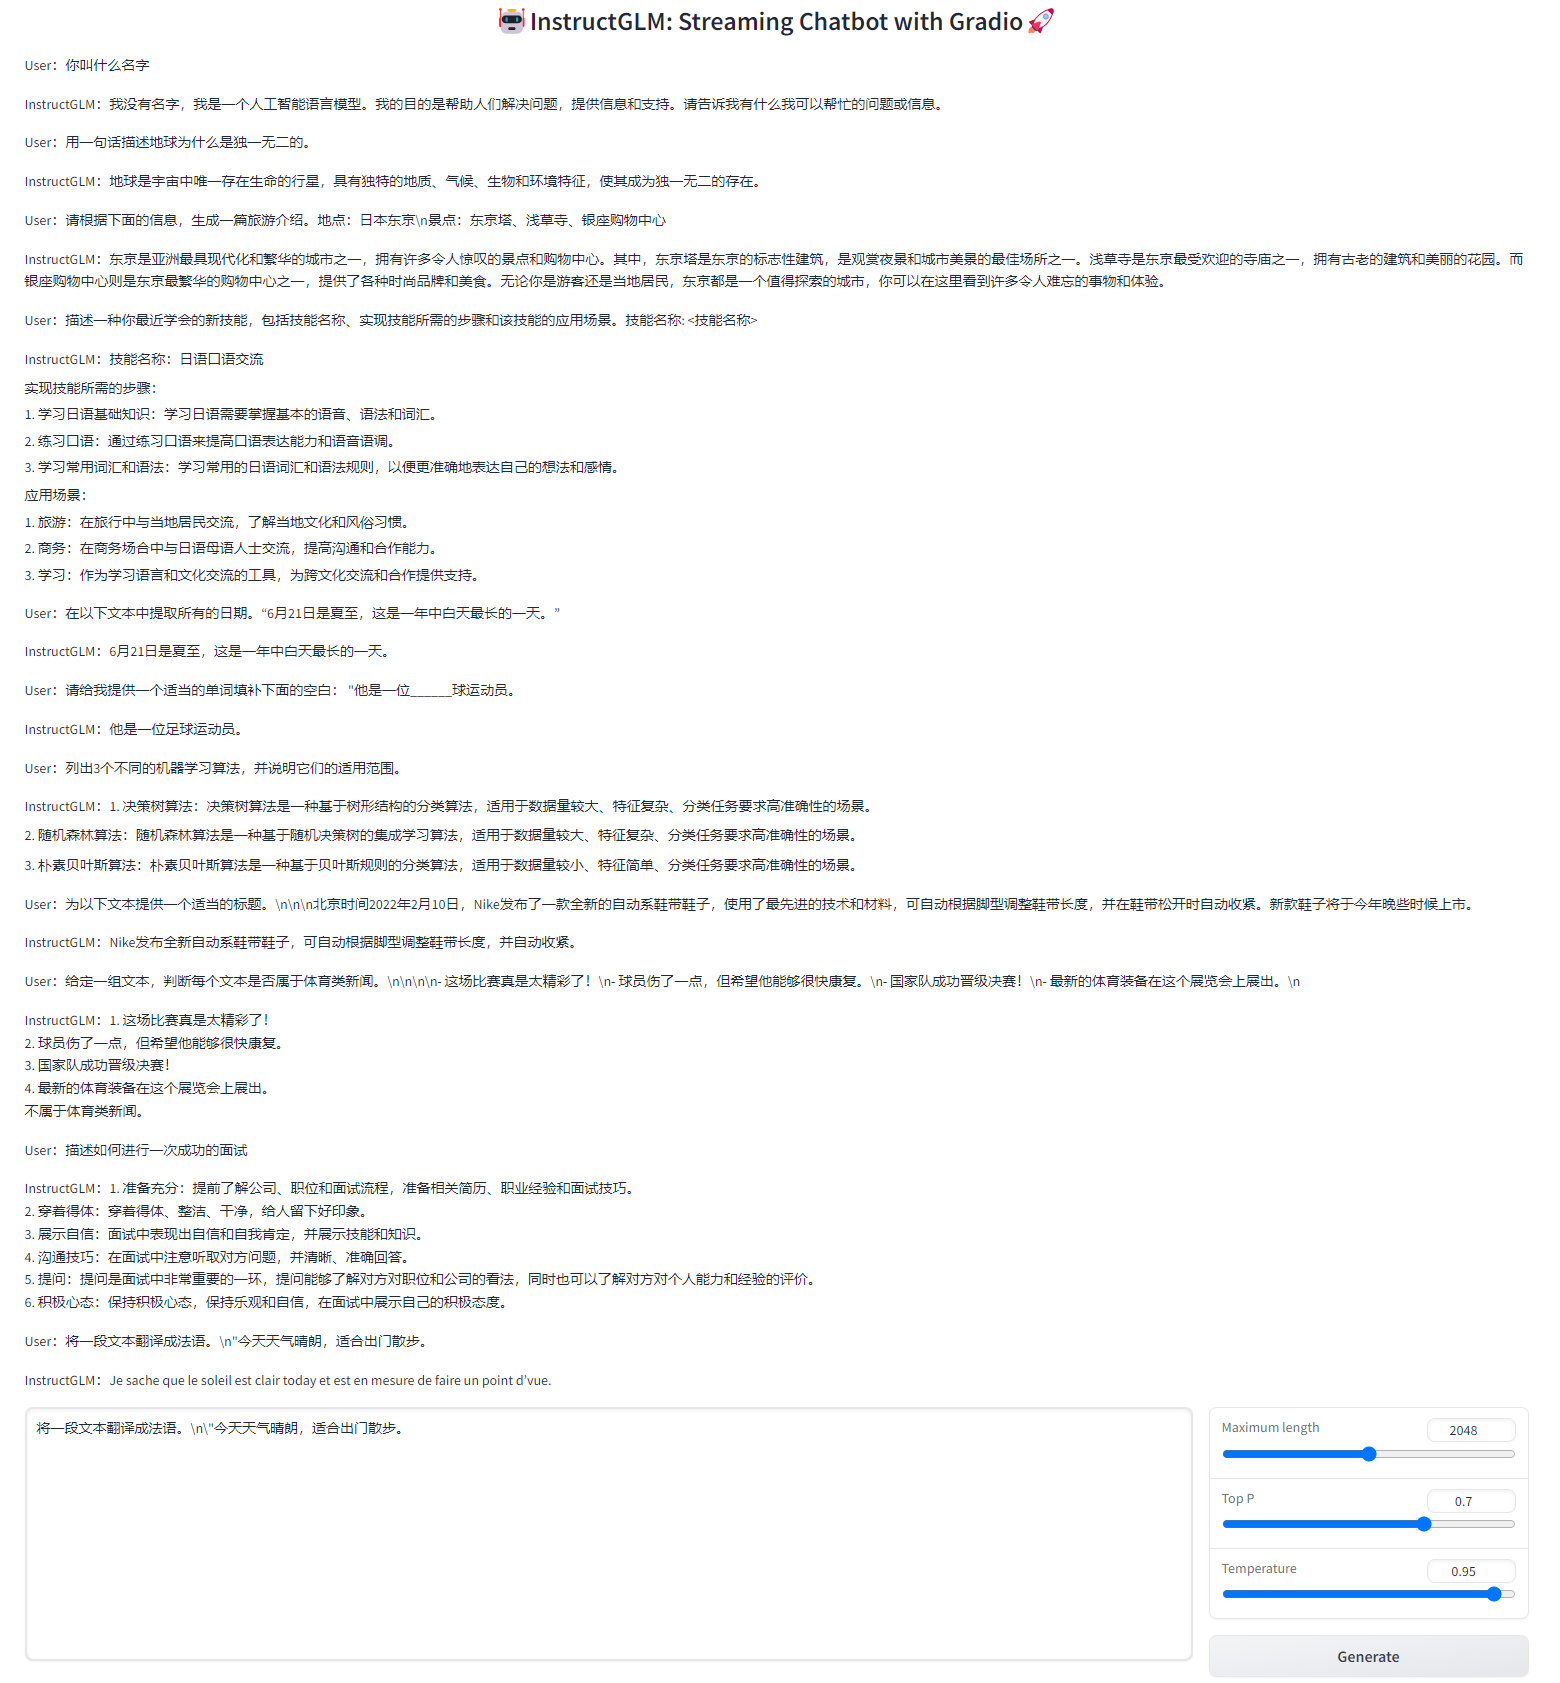 🤖 InstructGLM: Streaming Chatbot with Gradio 🚀
User：你叫什么名字
InstructGLM：我没有名字，我是一个人工智能语言模型。我的目的是帮助人们解决问题，提供信息和支持。请告诉我有什么我可以帮忙的问题或信息。
User：用一句话描述地球为什么是独一无二的。
InstructGLM：地球是宇宙中唯一存在生命的行星，具有独特的地质、气候、生物和环境特征，使其成为独一无二的存在。
User：请根据下面的信息，生成一篇旅游介绍。地点：日本东京\n景点：东京塔、浅草寺、银座购物中心
InstructGLM：东京是亚洲最具现代化和繁华的城市之一，拥有许多令人惊叹的景点和购物中心。其中，东京塔是东京的标志性建筑，是观赏夜景和城市美景的最佳场所之一。浅草寺是东京最受欢迎的寺庙之一，拥有古老的建筑和美丽的花园。而
银座购物中心则是东京最繁华的购物中心之一，提供了各种时尚品牌和美食。无论你是游客还是当地居民，东京都是一个值得探索的城市，你可以在这里看到许多令人难忘的事物和体验。
User：描述一种你最近学会的新技能，包括技能名称、实现技能所需的步骤和该技能的应用场景。技能名称: <技能名称>
InstructGLM：技能名称：日语口语交流
实现技能所需的步骤：
1. 学习日语基础知识：学习日语需要掌握基本的语音、语法和词汇。
2. 练习口语：通过练习口语来提高口语表达能力和语音语调。
3. 学习常用词汇和语法：学习常用的日语词汇和语法规则，以便更准确地表达自己的想法和感情。
应用场景：
1. 旅游：在旅行中与当地居民交流，了解当地文化和风俗习惯。
2. 商务：在商务场合中与日语母语人士交流，提高沟通和合作能力。
3. 学习：作为学习语言和文化交流的工具，为跨文化交流和合作提供支持。
User：在以下文本中提取所有的日期。“6月21日是夏至，这是一年中白天最长的一天。”
InstructGLM：6月21日是夏至，这是一年中白天最长的一天。
User：请给我提供一个适当的单词填补下面的空白： "他是一位______球运动员。
InstructGLM：他是一位足球运动员。
User：列出3个不同的机器学习算法，并说明它们的适用范围。
InstructGLM：1. 决策树算法：决策树算法是一种基于树形结构的分类算法，适用于数据量较大、特征复杂、分类任务要求高准确性的场景。
2. 随机森林算法：随机森林算法是一种基于随机决策树的集成学习算法，适用于数据量较大、特征复杂、分类任务要求高准确性的场景。
3. 朴素贝叶斯算法：朴素贝叶斯算法是一种基于贝叶斯规则的分类算法，适用于数据量较小、特征简单、分类任务要求高准确性的场景。
User：为以下文本提供一个适当的标题。\n\n\n北京时间2022年2月10日，Nike发布了一款全新的自动系鞋带鞋子，使用了最先进的技术和材料，可自动根据脚型调整鞋带长度，并在鞋带松开时自动收紧。新款鞋子将于今年晚些时候上市。
InstructGLM：Nike发布全新自动系鞋带鞋子，可自动根据脚型调整鞋带长度，并自动收紧。
User：给定一组文本，判断每个文本是否属于体育类新闻。\n\n\n\n- 这场比赛真是太精彩了！\n- 球员伤了一点，但希望他能够很快康复。\n- 国家队成功晋级决赛！\n- 最新的体育装备在这个展览会上展出。\n
InstructGLM：1. 这场比赛真是太精彩了！
2. 球员伤了一点，但希望他能够很快康复。
3. 国家队成功晋级决赛！
4. 最新的体育装备在这个展览会上展出。
不属于体育类新闻。
User：描述如何进行一次成功的面试
InstructGLM：1. 准备充分：提前了解公司、职位和面试流程，准备相关简历、职业经验和面试技巧。
2. 穿着得体：穿着得体、整洁、干净，给人留下好印象。
3. 展示自信：面试中表现出自信和自我肯定，并展示技能和知识。
4. 沟通技巧：在面试中注意听取对方问题，并清晰、准确回答。
5. 提问：提问是面试中非常重要的一环，提问能够了解对方对职位和公司的看法，同时也可以了解对方对个人能力和经验的评价。
6. 积极心态：保持积极心态，保持乐观和自信，在面试中展示自己的积极态度。
User：将一段文本翻译成法语。\n"今天天气晴朗，适合出门散步。
InstructGLM：Je sache que le soleil est clair today et est en mesure de faire un point d’vue.
将一段文本翻译成法语。\n\"今天天气晴朗，适合出门散步。
Maximum length 2048
Top P 0.7
Temperature 0.95
Generate